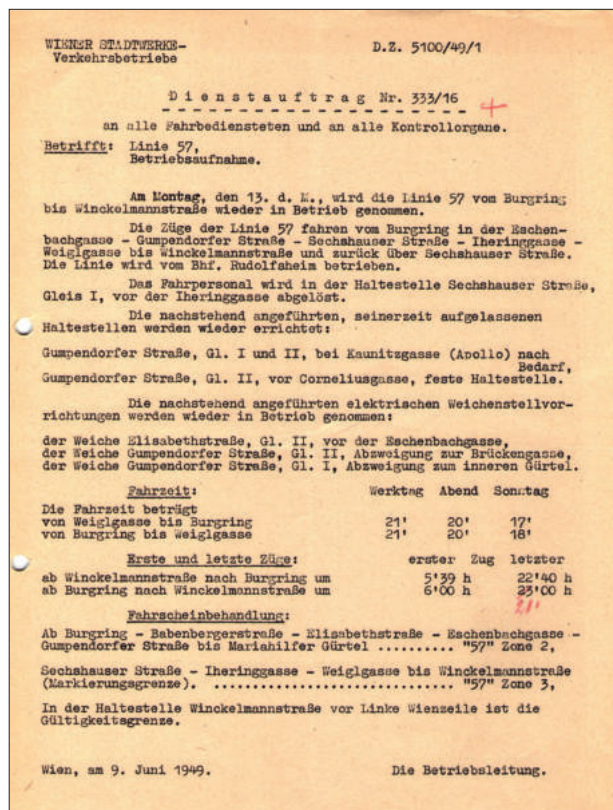 WIENER STADTWERKE-          D.Z. 5100/49/1
Verkehrsbetriebe
Dienstauftrag Nr. 333/16 +
an alle Fahrbediensteten und an alle Kontrollorgane.
Betrifft: Linie 57,
Betriebsaufnahme.
Am Montag, den 13. d. M., wird die Linie 57 vom Burgring
bis Winckelmannstraße wieder in Betrieb genommen.
Die Züge der Linie 57 fahren vom Burgring in der Eschen-
bachgasse - Gumpendorfer Straße - Sechshauser Straße - Iheringgasse -
Weiglgasse bis Winckelmannstraße und zurück über Sechshauser Straße.
Die Linie wird vom Bhf. Rudolfsheim betrieben.
Das Fahrpersonal wird in der Haltestelle Sechshauser Straße,
Gleis I, vor der Iheringgasse abgelöst.
Die nachstehend angeführten, seinerzeit aufgelassenen
Haltestellen werden wieder errichtet:
Gumpendorfer Straße, Gl. I und II, bei Kaunitzgasse (Apollo) nach
Bedarf,
Gumpendorfer Straße, Gl. II, vor Corneliusgasse, feste Haltestelle.
Die nachstehend angeführten elektrischen Weichenstellvor-
richtungen werden wieder in Betrieb genommen:
der Weiche Elisabethstraße, Gl. II, vor der Eschenbachgasse,
der Weiche Gumpendorfer Straße, Gl. II, Abzweigung zur Brückengasse,
der Weiche Gumpendorfer Straße, Gl. I, Abzweigung zum inneren Gürtel.
Fahrzeit:          Werktag  Abend  Sonntag
Die Fahrzeit beträgt
von Weiglgasse bis Burgring          21'  20'  17'
von Burgring bis Weiglgasse          21'  20'  18'
Erste und letzte Züge:          erster Zug letzter
ab Winckelmannstraße nach Burgring um          5'39 h  22'40 h
ab Burgring nach Winckelmannstraße um          6'00 h  23'00 h
21'
Fahrscheinbehandlung:
Ab Burgring - Babenbergerstraße - Elisabethstraße - Eschenbachgasse -
Gumpendorfer Straße bis Mariahilfer Gürtel .......... "57" Zone 2,
Sechshauser Straße - Iheringgasse - Weiglgasse bis Winckelmannstraße
(Markierungsgrenze). ............................... "57" Zone 3,
In der Haltestelle Winckelmannstraße vor Linke Wienzeile ist die
Gültigkeitsgrenze.
Wien, am 9. Juni 1949.          Die Betriebsleitung.